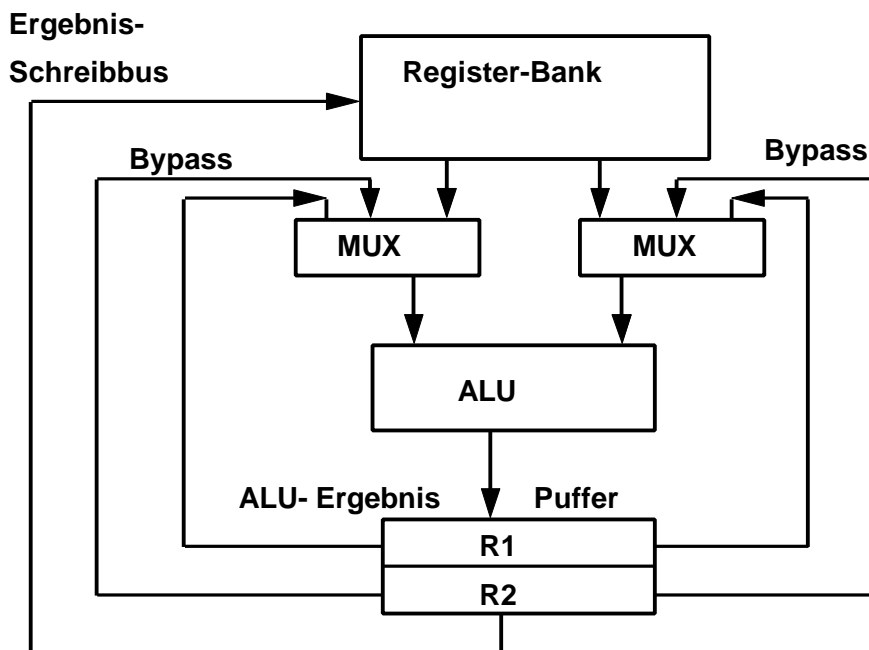 Ergebnis-
Schreibbus
Register-Bank
Bypass
Bypass
MUX
MUX
ALU
ALU- Ergebnis Puffer
R1
R2